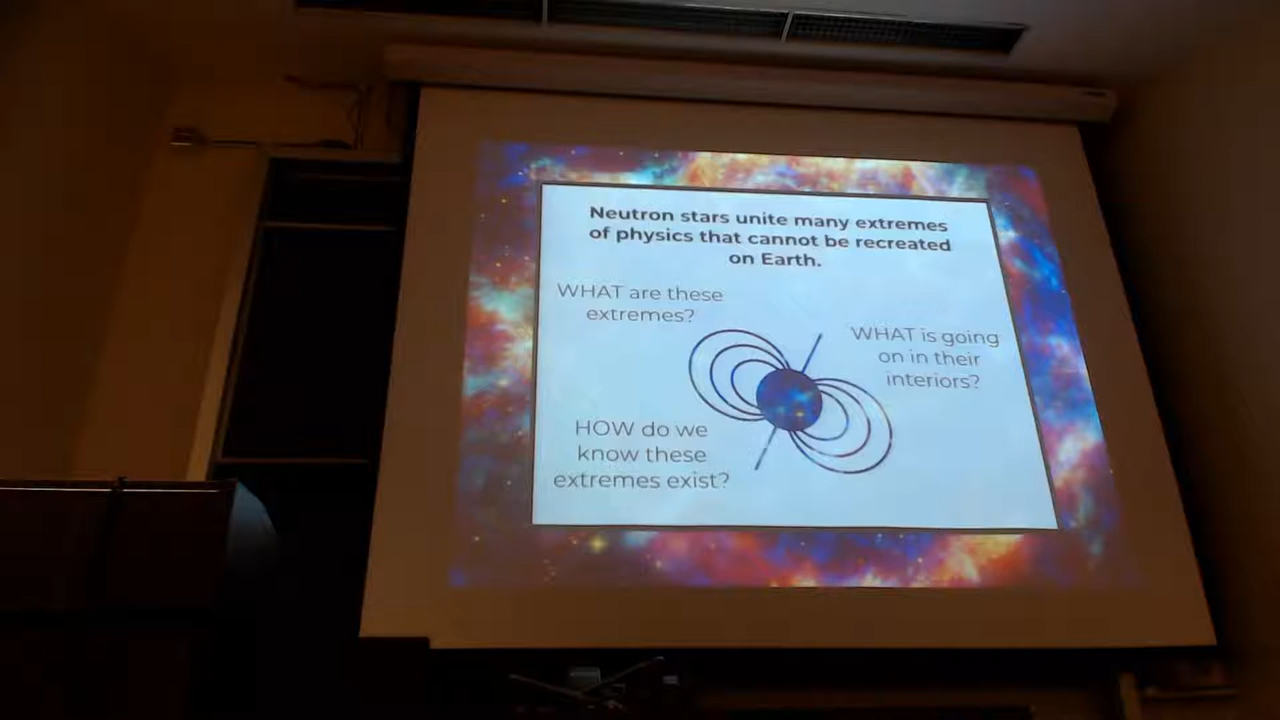 Neutron stars unite many extremes
of physics that cannot be recreated
on Earth.
WHAT are these
extremes?
WHAT is going
on in their
interiors?
HOW do we
know these
extremes exist?